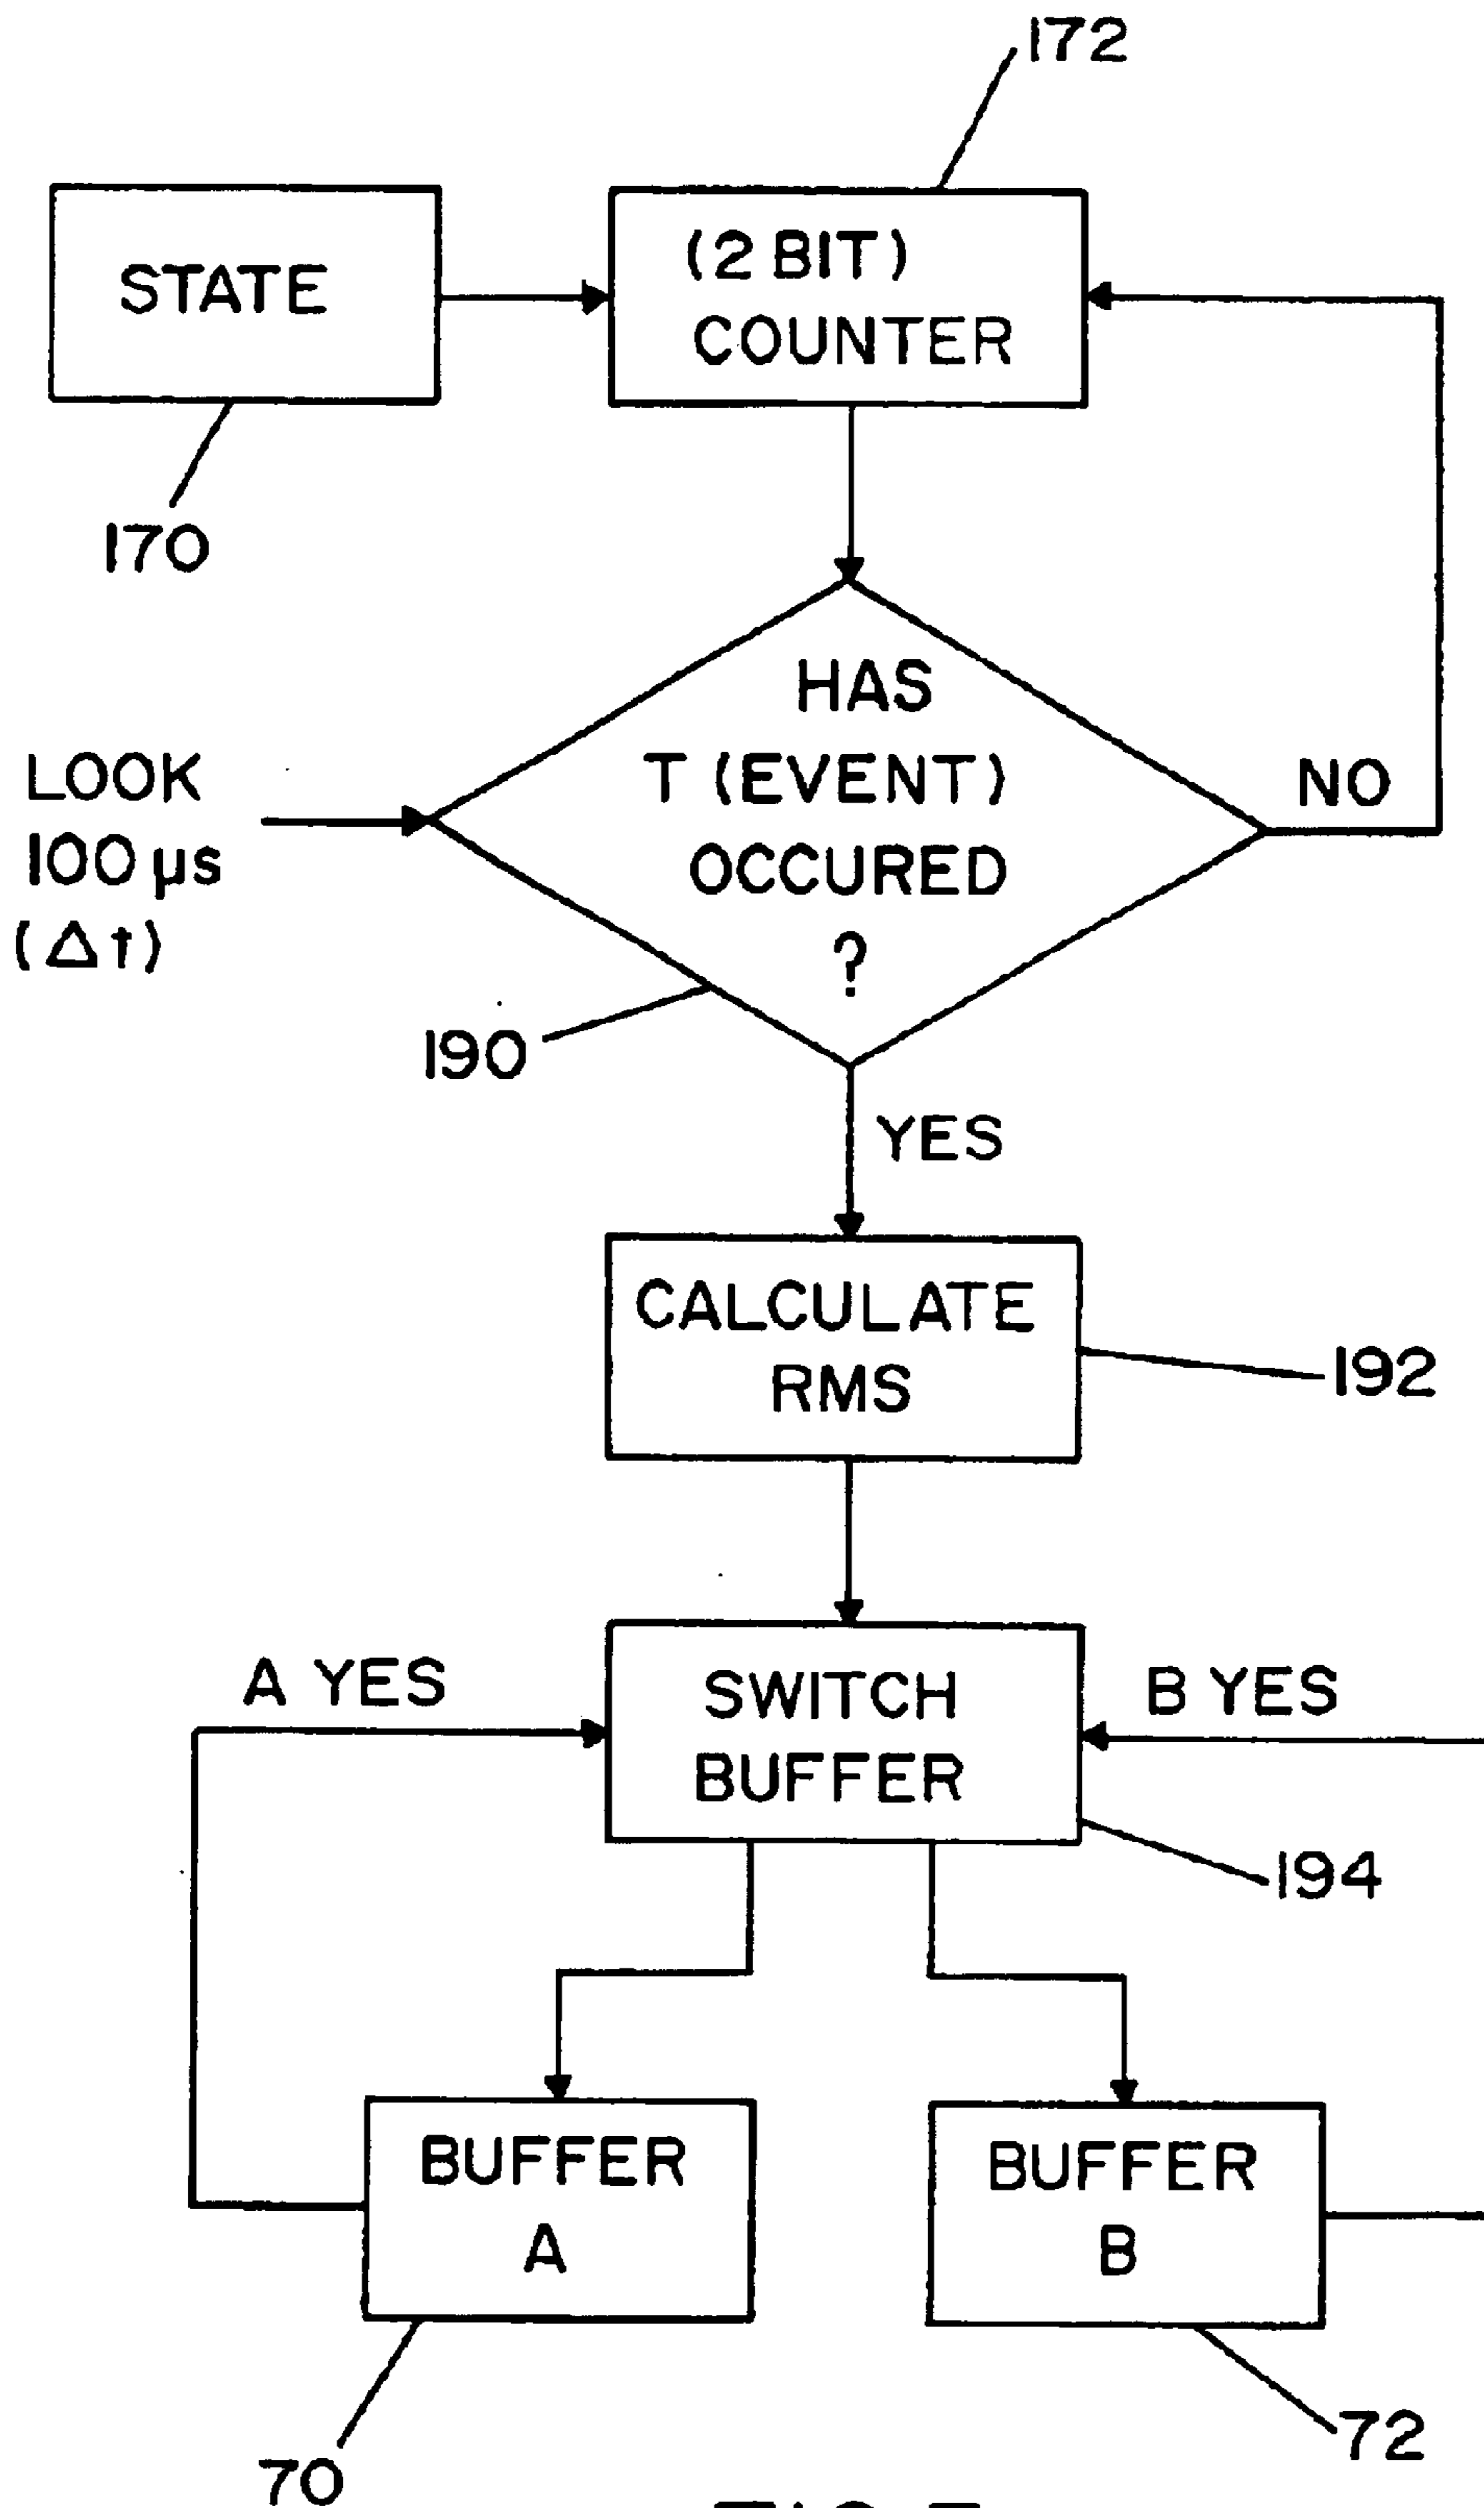 172
STATE
(2 BIT)
COUNTER
170
HAS
T (EVENT)
OCCURED
?
LOOK
100 µs
(Δt)
NO
190
YES
CALCULATE
RMS
192
A YES
SWITCH
BUFFER
B YES
194
BUFFER
A
BUFFER
B
70
72